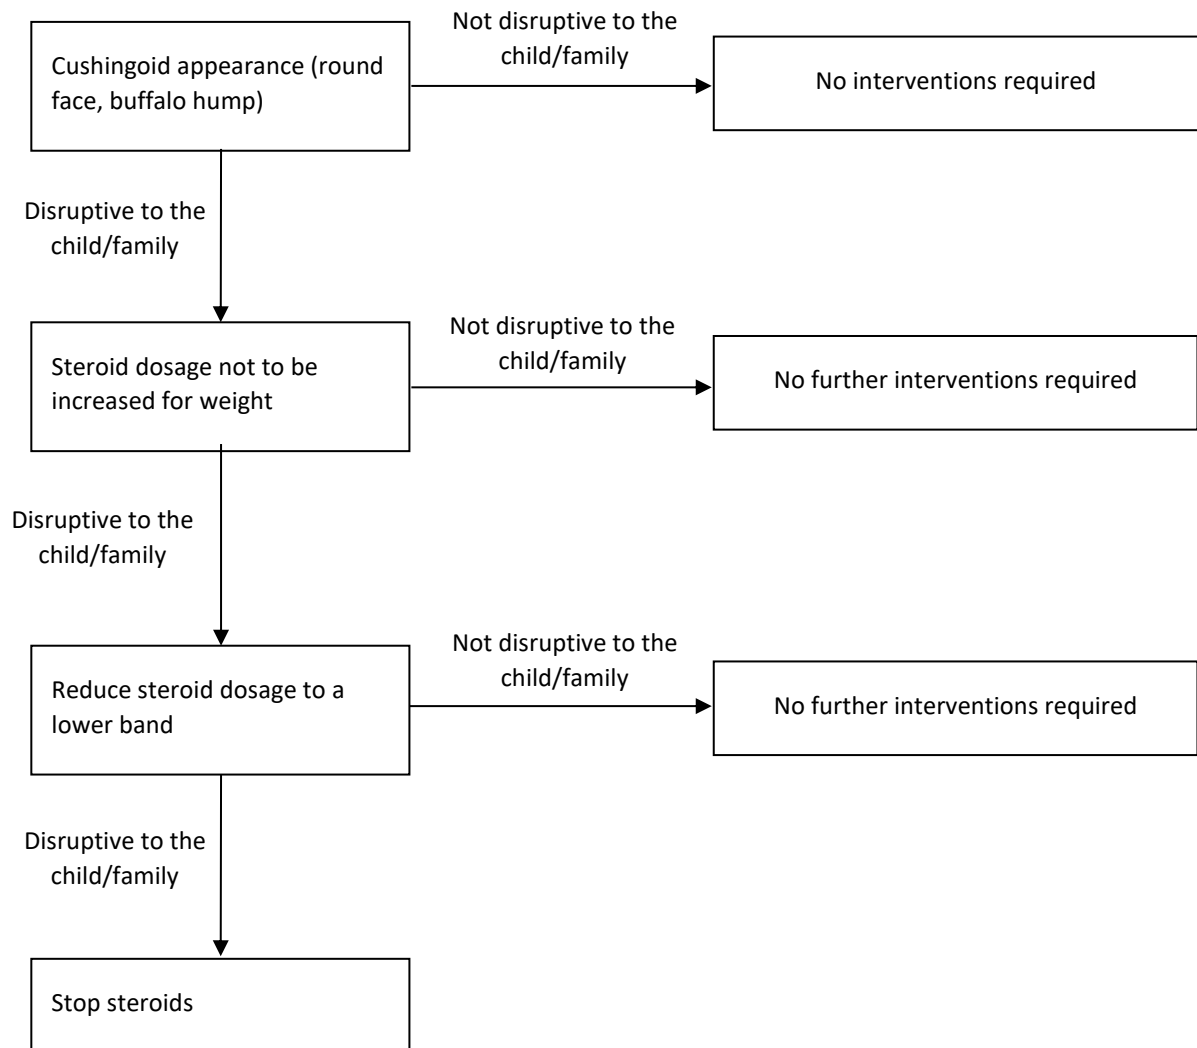 Not disruptive to the
child/family
Cushingoid appearance (round
face, buffalo hump)
No interventions required
Disruptive to the
child/family
Not disruptive to the
child/family
Steroid dosage not to be
increased for weight
No further interventions required
Disruptive to the
child/family
Not disruptive to the
child/family
Reduce steroid dosage to a
lower band
No further interventions required
Disruptive to the
child/family
Stop steroids